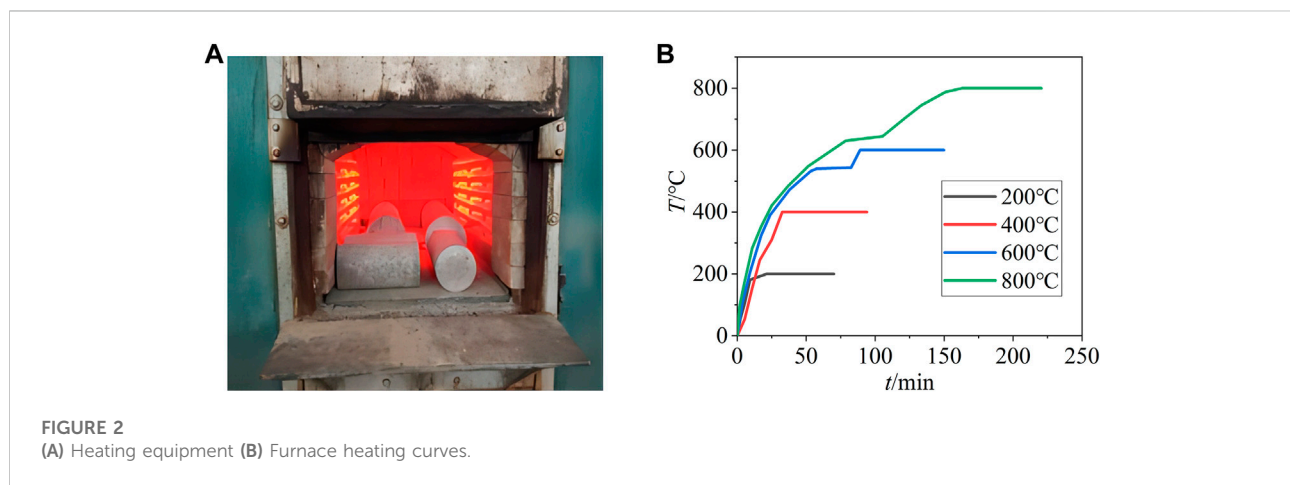 A
B
800
600
400
200
0
T/°C
200℃
400℃
600℃
800℃
0 50 100 150 200 250
t/min
FIGURE 2
(A) Heating equipment (B) Furnace heating curves.